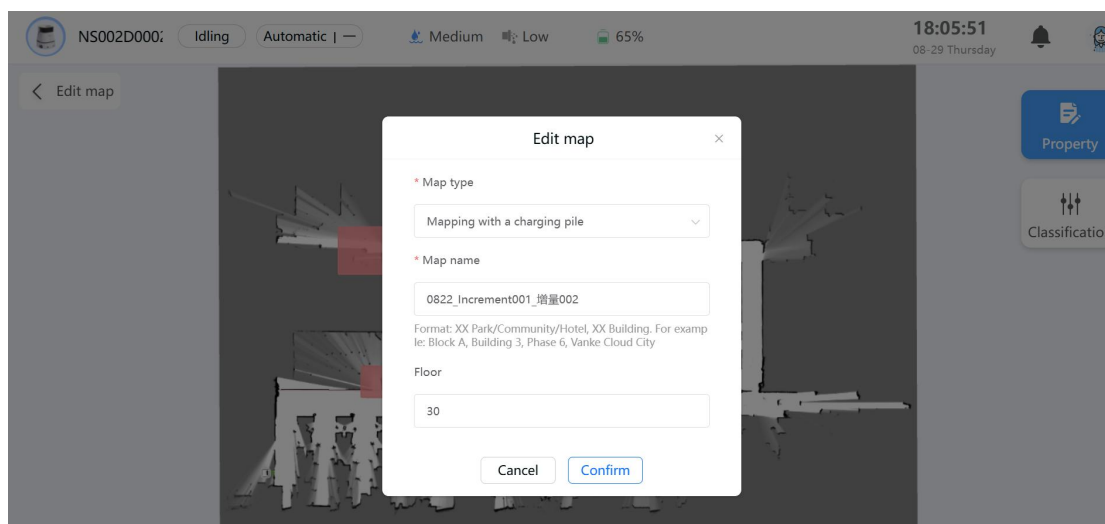 NS002D0002
Idling
Automatic | —
Medium
Low
65%
18:05:51
08-29 Thursday
Edit map
Property
Classificatio
Edit map
* Map type
Mapping with a charging pile
* Map name
0822_Increment001_增量002
Format: XX Park/Community/Hotel, XX Building. For examp
le: Block A, Building 3, Phase 6, Vanke Cloud City
Floor
30
Cancel
Confirm